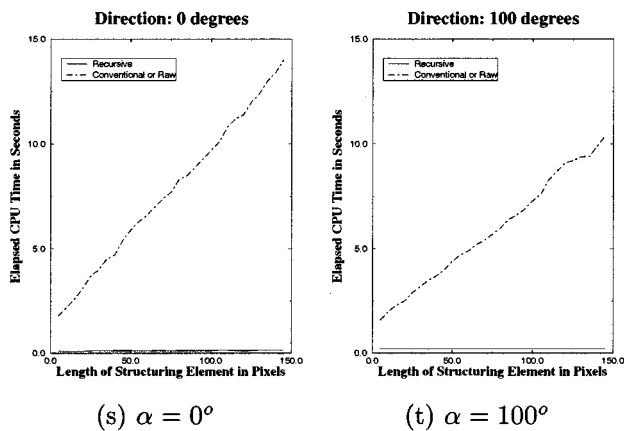 Direction: 0 degrees
15.0
Recursive
Conventional or Raw
10.0
5.0
0.0
0.0 50.0 100.0 150.0
Elapsed CPU Time in Seconds
Length of Structuring Element in Pixels
(s) α = 0°
Direction: 100 degrees
15.0
Recursive
Conventional or Raw
10.0
5.0
0.0
0.0 50.0 100.0 150.0
Elapsed CPU Time in Seconds
Length of Structuring Element in Pixels
(t) α = 100°